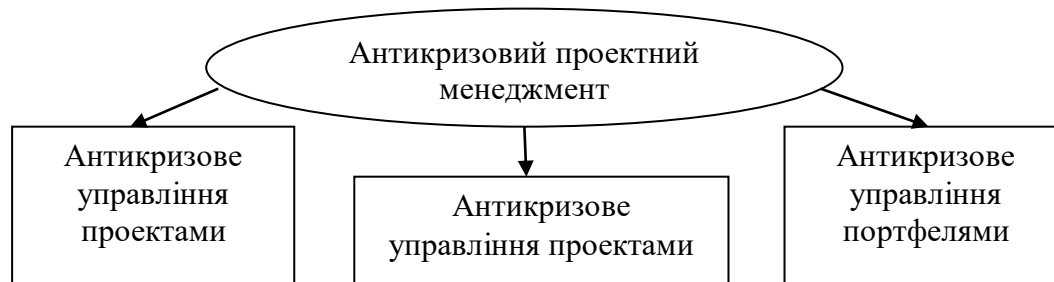 Антикризовий проектний
менеджмент
Антикризове
управління
проектами
Антикризове
управління проектами
Антикризове
управління
портфелями